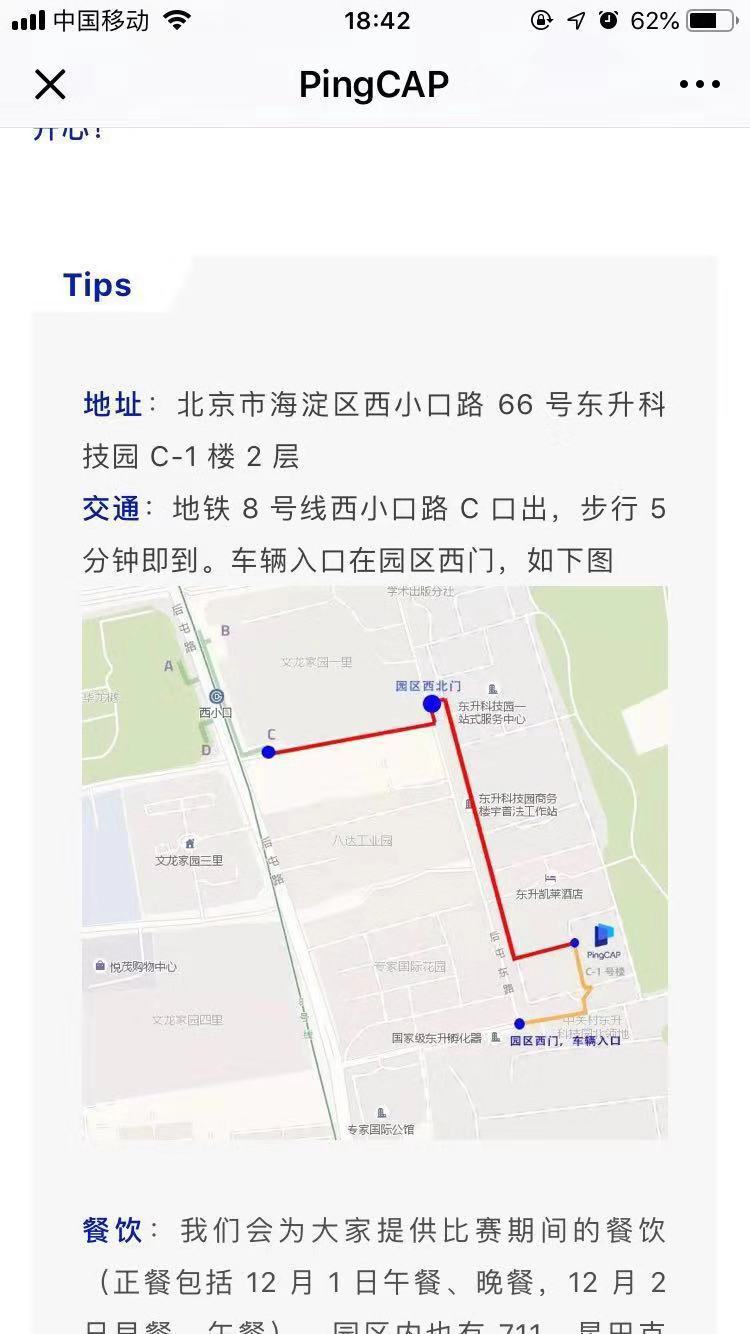 中国移动 18:42 62%
PingCAP
开心！
Tips
地址：北京市海淀区西小口路 66 号东升科
技园 C-1 楼 2 层
交通：地铁 8 号线西小口路 C 口出，步行 5
分钟即到。车辆入口在园区西门，如下图
学术出版分社
后屯路
B
文龙家园一里
A
园区西北门
西小口
东升科技园一
站式服务中心
C
D
东升科技园商务
楼宇普法工作站
后屯路
八达工业园
文龙家园三里
东升凯莱酒店
后屯东路
PingCAP
悦茂购物中心
专家国际花园
C-1 号楼
8号线
文龙家园四里
中关村东升
科技园北领地
国家级东升孵化器
园区西门，车辆入口
专家国际公馆
餐饮：我们会为大家提供比赛期间的餐饮
（正餐包括 12 月 1 日午餐、晚餐，12 月 2
日早餐、午餐），园区内也有 711、星巴克